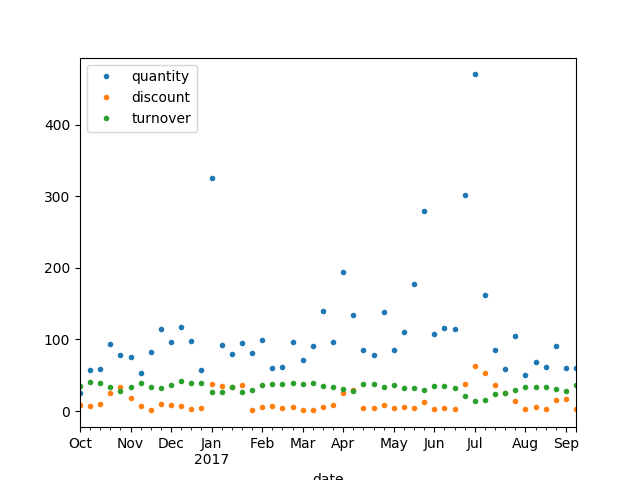 quantity
discount
turnover
400
300
200
100
0
Oct Nov Dec Jan Feb Mar Apr May Jun Jul Aug Sep
2017
date